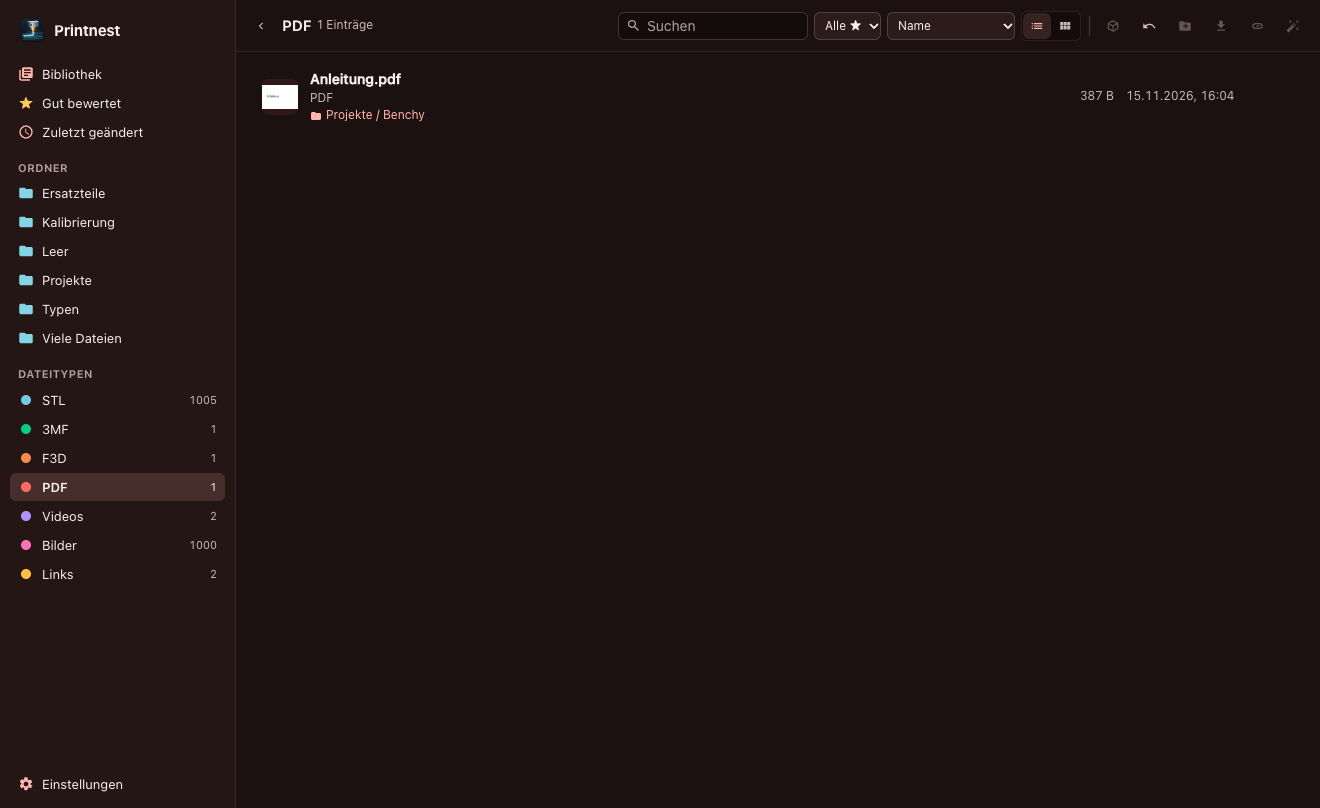 Printnest
Bibliothek
Gut bewertet
Zuletzt geändert
ORDNER
Ersatzteile
Kalibrierung
Leer
Projekte
Typen
Viele Dateien
DATEITYPEN
STL 1005
3MF 1
F3D 1
PDF 1
Videos 2
Bilder 1000
Links 2
Einstellungen
PDF 1 Einträge
Suchen
Alle ★
Name
Anleitung.pdf
PDF
Projekte / Benchy
387 B 15.11.2026, 16:04